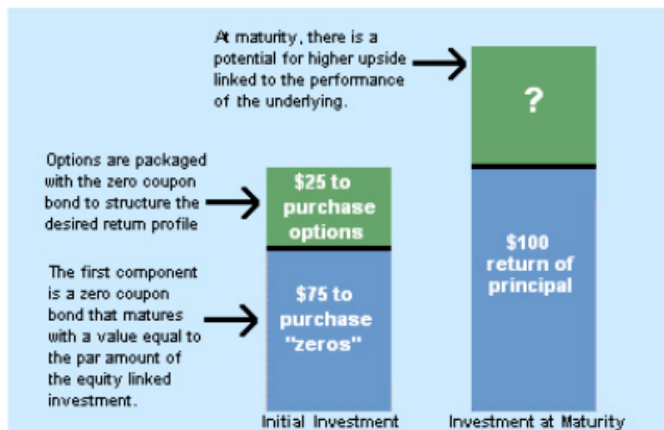 At maturity, there is a
potential for higher upside
linked to the performance
of the underlying.
?
Options are packaged
with the zero coupon
bond to structure the
desired return profile
$25 to
purchase
options
The first component
is a zero coupon
bond that matures
with a value equal to
the par amount of
the equity linked
investment.
$75 to
purchase
"zeros"
$100
return of
principal
Initial Investment
Investment at Maturity